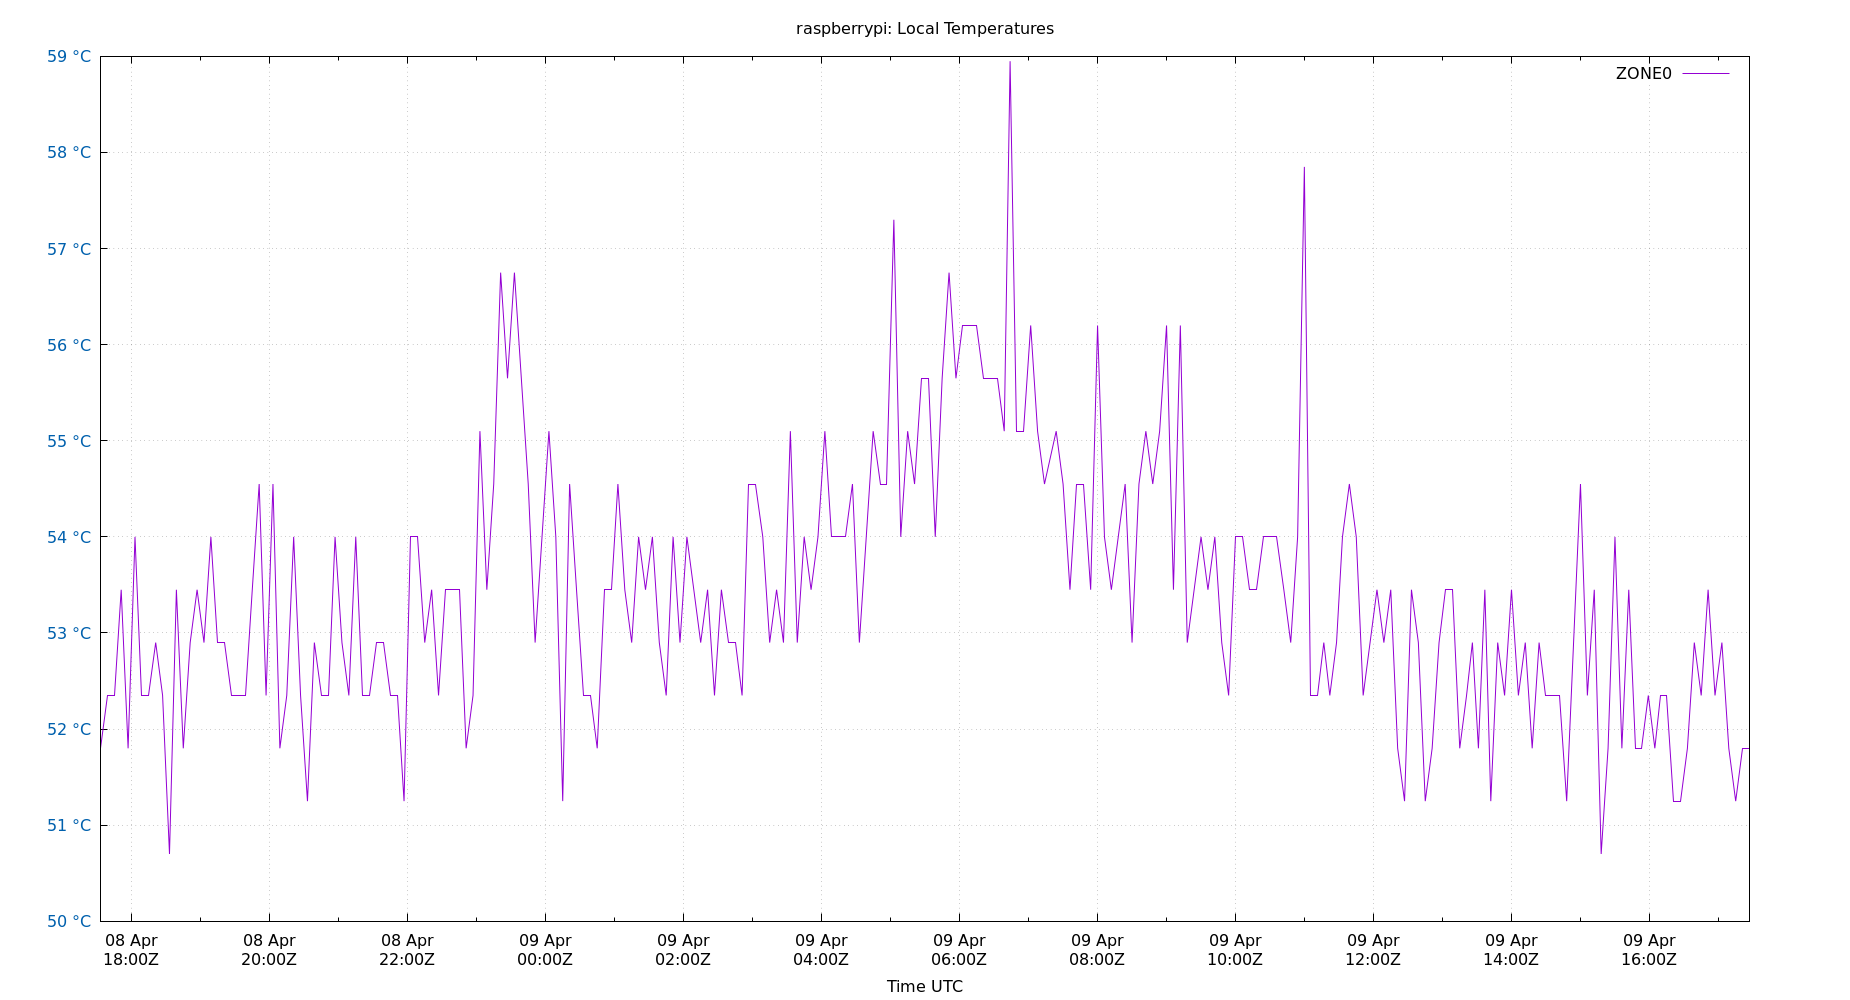 raspberrypi: Local Temperatures
59 °C
ZONE0
58 °C
57 °C
56 °C
55 °C
54 °C
53 °C
52 °C
51 °C
50 °C
08 Apr 08 Apr 08 Apr 09 Apr 09 Apr 09 Apr 09 Apr 09 Apr 09 Apr 09 Apr 09 Apr 09 Apr
18:00Z 20:00Z 22:00Z 00:00Z 02:00Z 04:00Z 06:00Z 08:00Z 10:00Z 12:00Z 14:00Z 16:00Z
Time UTC